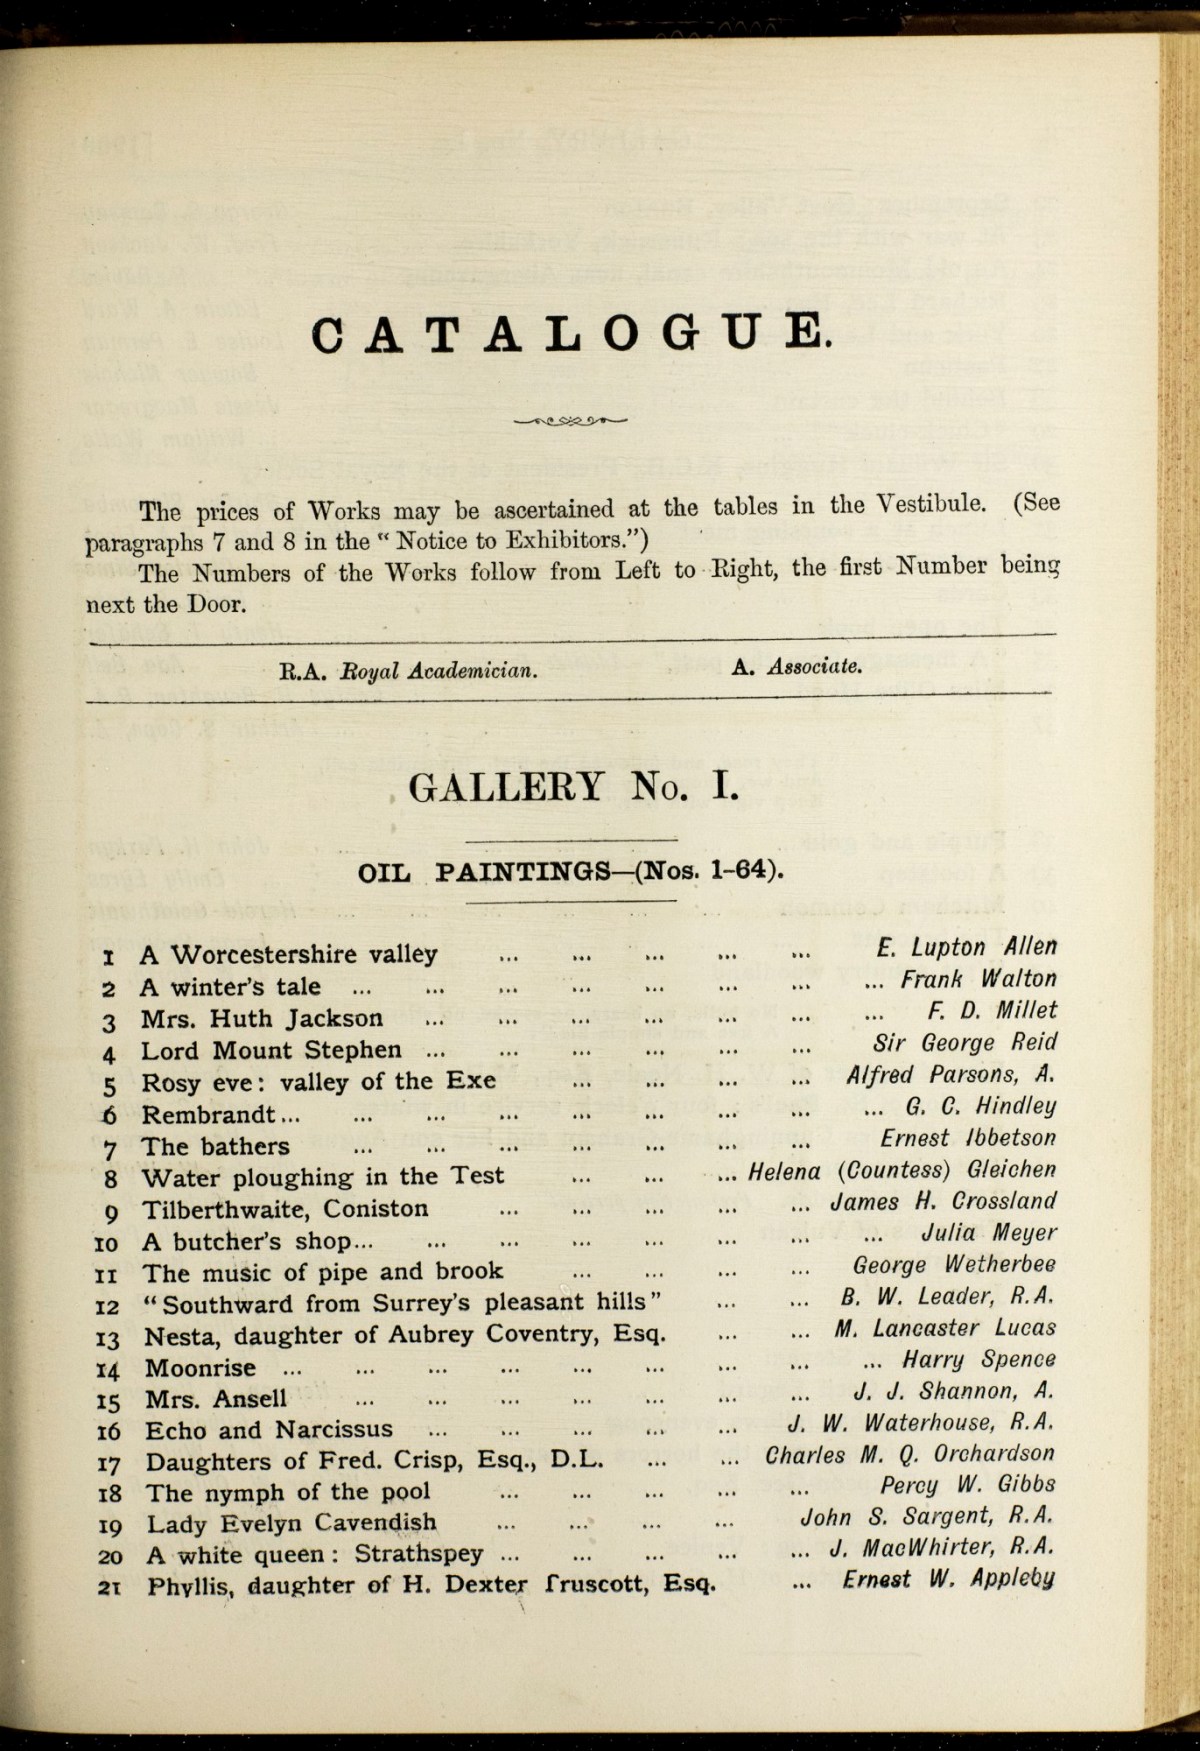 CATALOGUE.
The prices of Works may be ascertained at the tables in the Vestibule. (See
paragraphs 7 and 8 in the “ Notice to Exhibitors.”)
The Numbers of the Works follow from Left to Right, the first Number being
next the Door.
R.A. Royal Academician. A. Associate.
GALLERY No. I.
OIL PAINTINGS—(Nos. 1-64).
1 A Worcestershire valley ... ... ... ... ... E. Lupton Allen
2 A winter's tale ... ... ... ... ... ... ... ... Frank Walton
3 Mrs. Huth Jackson ... ... ... ... ... ... ... F. D. Millet
4 Lord Mount Stephen ... ... ... ... ... ... Sir George Reid
5 Rosy eve : valley of the Exe ... ... ... ... Alfred Parsons, A.
6 Rembrandt... ... ... ... ... ... ... ... ... G. C. Hindley
7 The bathers ... ... ... ... ... ... ... Ernest Ibbetson
8 Water ploughing in the Test ... ... ... Helena (Countess) Gleichen
9 Tilberthwaite, Coniston ... ... ... ... ... James H. Crossland
10 A butcher's shop... ... ... ... ... ... ... ... Julia Meyer
11 The music of pipe and brook ... ... ... ... George Wetherbee
12 “ Southward from Surrey's pleasant hills ” ... ... B. W. Leader, R.A.
13 Nesta, daughter of Aubrey Coventry, Esq. ... ... M. Lancaster Lucas
14 Moonrise ... ... ... ... ... ... ... ... ... Harry Spence
15 Mrs. Ansell ... ... ... ... ... ... ... J. J. Shannon, A.
16 Echo and Narcissus ... ... ... ... ... J. W. Waterhouse, R.A.
17 Daughters of Fred. Crisp, Esq., D.L. ... ... Charles M. Q. Orchardson
18 The nymph of the pool ... ... ... ... ... Percy W. Gibbs
19 Lady Evelyn Cavendish ... ... ... ... John S. Sargent, R.A.
20 A white queen : Strathspey ... ... ... ... ... J. MacWhirter, R.A.
21 Phyllis, daughter of H. Dexter Truscott, Esq. ... Ernest W. Appleby